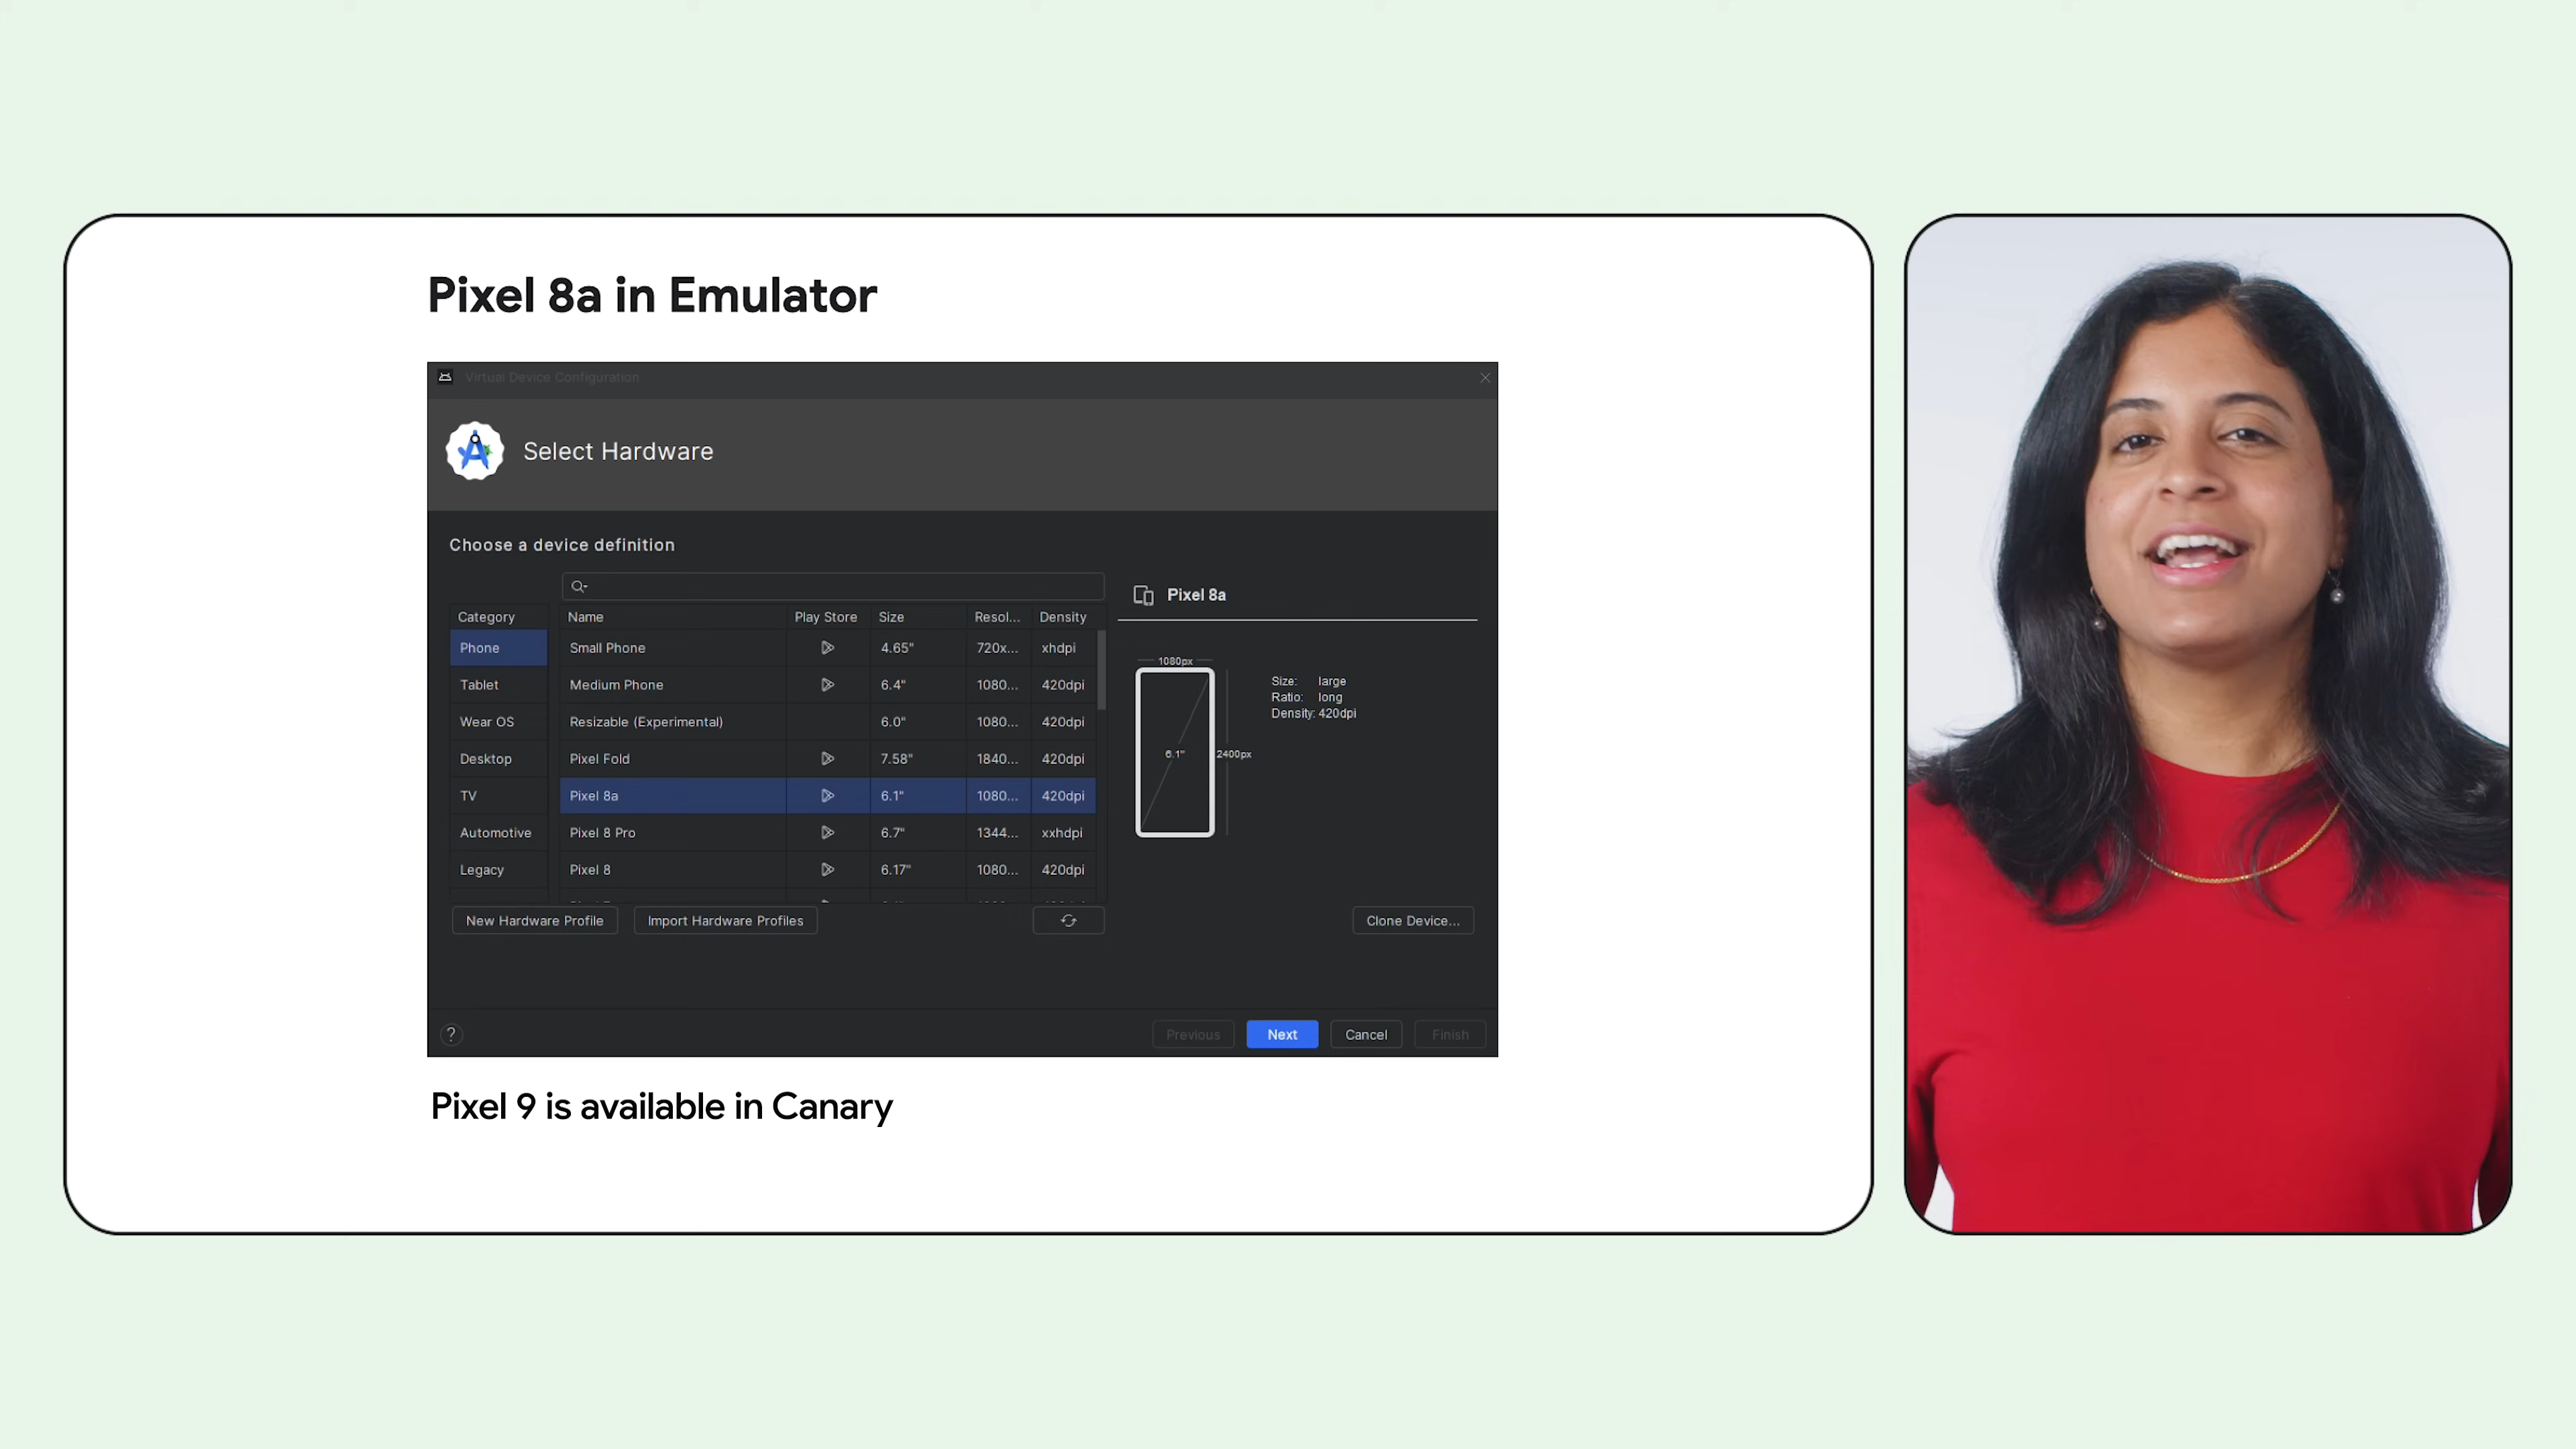 Pixel 8a in Emulator
Virtual Device Configuration
Select Hardware
Choose a device definition
Category
Phone
Tablet
Wear OS
Desktop
TV
Automotive
Legacy
Name Play Store Size Resol... Density
Small Phone 4.65" 720x... xhdpi
Medium Phone 6.4" 1080... 420dpi
Resizable (Experimental) 6.0" 1080... 420dpi
Pixel Fold 7.58" 1840... 420dpi
Pixel 8a 6.1" 1080... 420dpi
Pixel 8 Pro 6.7" 1344... xxhdpi
Pixel 8 6.17" 1080... 420dpi
Pixel 8a
1080px
6.1"
2400px
Size: large
Ratio: long
Density: 420dpi
New Hardware Profile Import Hardware Profiles Clone Device...
? Previous Next Cancel Finish
Pixel 9 is available in Canary